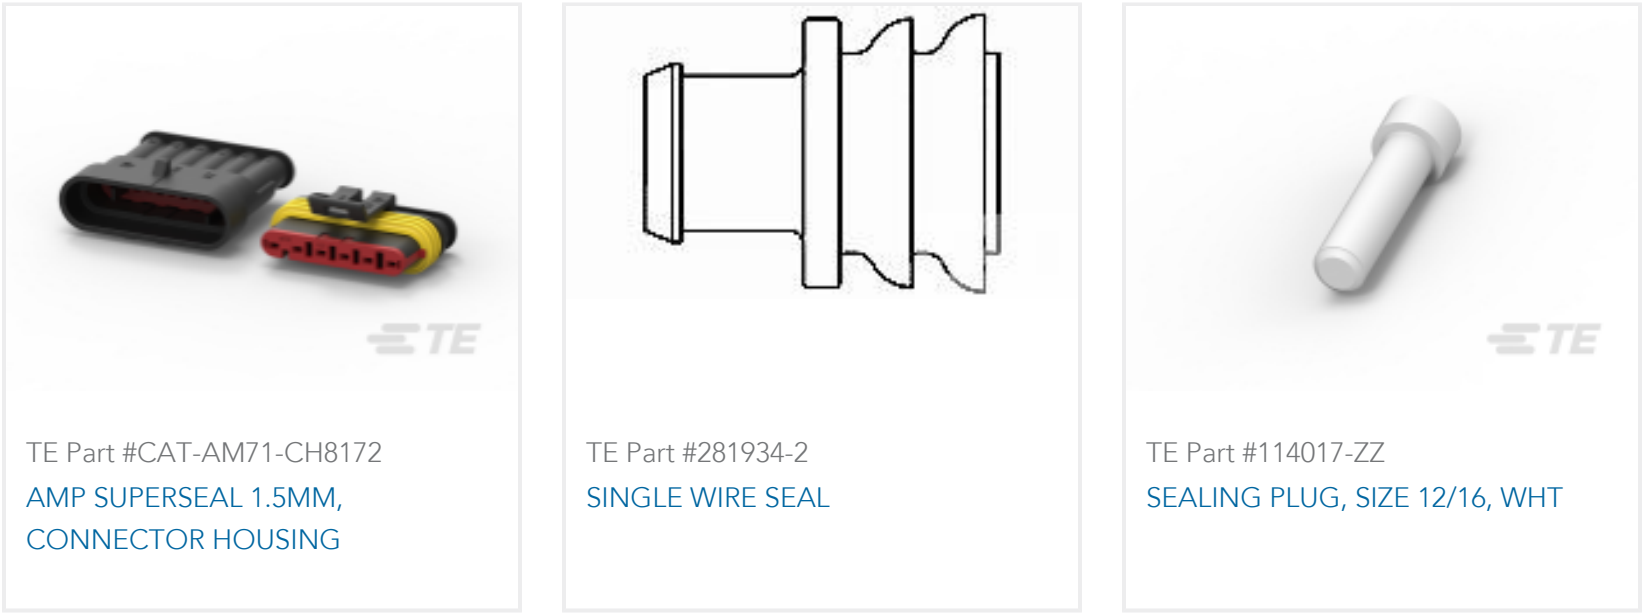 TE
TE
TE Part #CAT-AM71-CH8172
AMP SUPERSEAL 1.5MM,
CONNECTOR HOUSING
TE Part #281934-2
SINGLE WIRE SEAL
TE Part #114017-ZZ
SEALING PLUG, SIZE 12/16, WHT